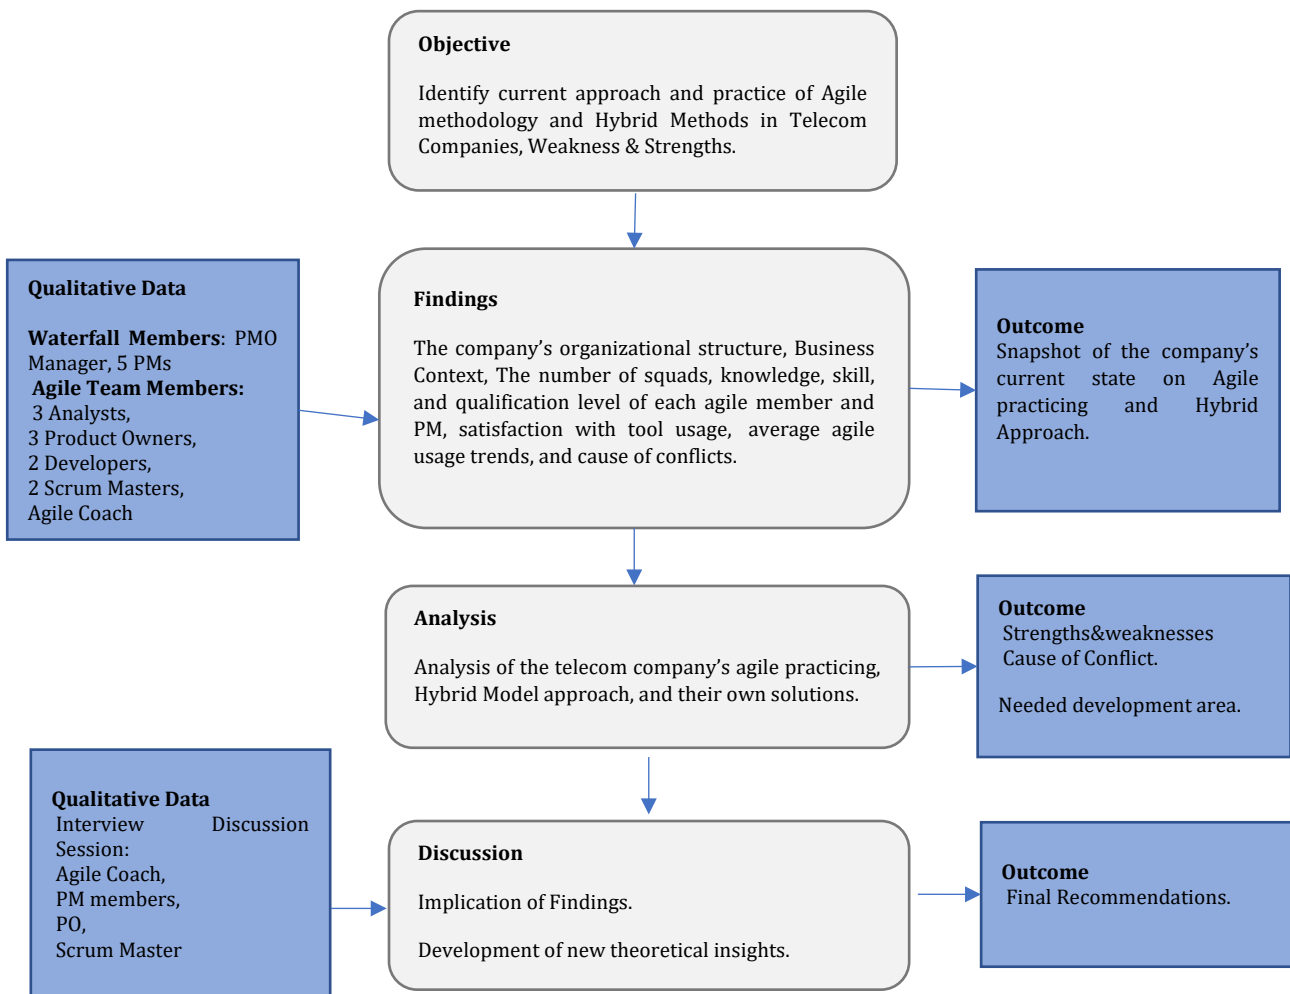 Objective
Identify current approach and practice of Agile
methodology and Hybrid Methods in Telecom
Companies, Weakness & Strengths.
Qualitative Data
Waterfall Members: PMO
Manager, 5 PMs
Agile Team Members:
3 Analysts,
3 Product Owners,
2 Developers,
2 Scrum Masters,
Agile Coach
Findings
The company’s organizational structure, Business
Context, The number of squads, knowledge, skill,
and qualification level of each agile member and
PM, satisfaction with tool usage, average agile
usage trends, and cause of conflicts.
Outcome
Snapshot of the company’s
current state on Agile
practicing and Hybrid
Approach.
Analysis
Analysis of the telecom company’s agile practicing,
Hybrid Model approach, and their own solutions.
Outcome
Strengths&weaknesses
Cause of Conflict.
Needed development area.
Qualitative Data
Interview Discussion
Session:
Agile Coach,
PM members,
PO,
Scrum Master
Discussion
Implication of Findings.
Development of new theoretical insights.
Outcome
Final Recommendations.